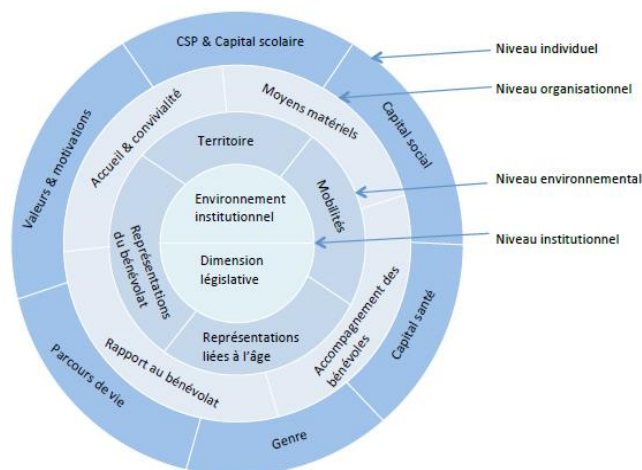 CSP & Capital scolaire
Niveau individuel
Niveau organisationnel
Niveau environnemental
Niveau institutionnel
Capital social
Capital santé
Genre
Parcours de vie
Valeurs & motivations
Accueil & convivialité
Moyens matériels
Accompagnement des
bénévoles
Rapport au bénévolat
Territoire
Mobilités
Représentations
liées à l'âge
Représentations
du bénévolat
Environnement
institutionnel
Dimension
législative